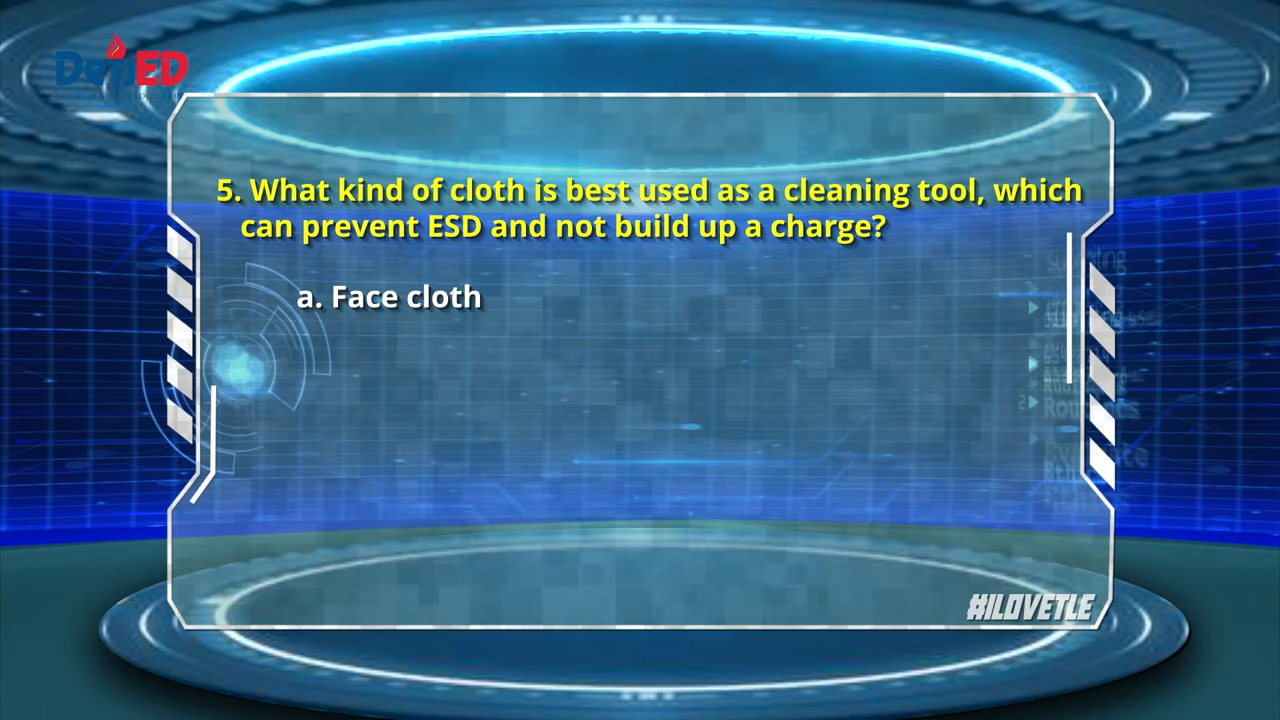 DepED
5. What kind of cloth is best used as a cleaning tool, which
can prevent ESD and not build up a charge?
a. Face cloth
#ILOVETLE